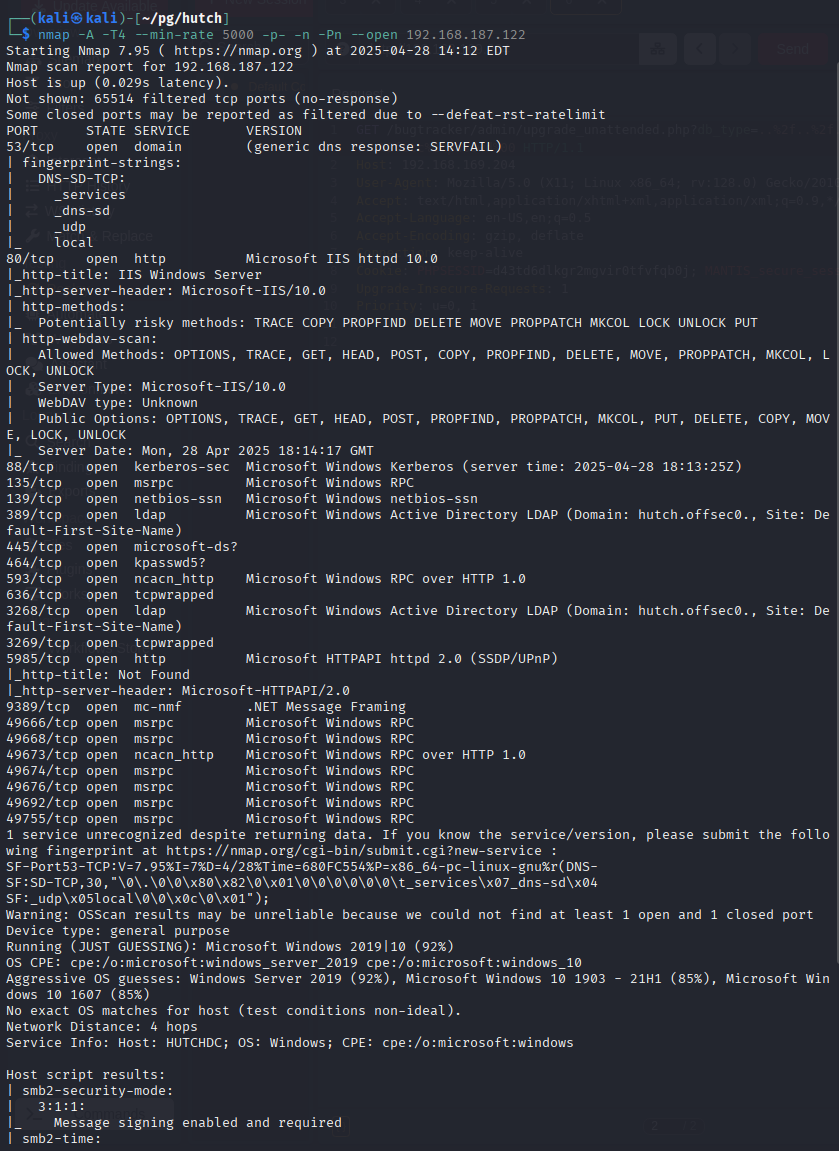 ┌──(kali㉿kali)-[~/pg/hutch]
└─$ nmap -A -T4 --min-rate 5000 -p- -n -Pn --open 192.168.187.122
Starting Nmap 7.95 ( https://nmap.org ) at 2025-04-28 14:12 EDT
Nmap scan report for 192.168.187.122
Host is up (0.029s latency).
Not shown: 65514 filtered tcp ports (no-response)
Some closed ports may be reported as filtered due to --defeat-rst-ratelimit
PORT      STATE SERVICE       VERSION
53/tcp    open  domain        (generic dns response: SERVFAIL)
| fingerprint-strings:
|   DNS-SD-TCP:
|     _services
|     _dns-sd
|     _udp
|_    local
80/tcp    open  http          Microsoft IIS httpd 10.0
|_http-title: IIS Windows Server
|_http-server-header: Microsoft-IIS/10.0
| http-methods:
|_  Potentially risky methods: TRACE COPY PROPFIND DELETE MOVE PROPPATCH MKCOL LOCK UNLOCK PUT
| http-webdav-scan:
|   Allowed Methods: OPTIONS, TRACE, GET, HEAD, POST, COPY, PROPFIND, DELETE, MOVE, PROPPATCH, MKCOL, L
OCK, UNLOCK
|   Server Type: Microsoft-IIS/10.0
|   WebDAV type: Unknown
|   Public Options: OPTIONS, TRACE, GET, HEAD, POST, PROPFIND, PROPPATCH, MKCOL, PUT, DELETE, COPY, MOV
E, LOCK, UNLOCK
|_  Server Date: Mon, 28 Apr 2025 18:14:17 GMT
88/tcp    open  kerberos-sec  Microsoft Windows Kerberos (server time: 2025-04-28 18:13:25Z)
135/tcp   open  msrpc         Microsoft Windows RPC
139/tcp   open  netbios-ssn   Microsoft Windows netbios-ssn
389/tcp   open  ldap          Microsoft Windows Active Directory LDAP (Domain: hutch.offsec0., Site: De
fault-First-Site-Name)
445/tcp   open  microsoft-ds?
464/tcp   open  kpasswd5?
593/tcp   open  ncacn_http    Microsoft Windows RPC over HTTP 1.0
636/tcp   open  tcpwrapped
3268/tcp  open  ldap          Microsoft Windows Active Directory LDAP (Domain: hutch.offsec0., Site: De
fault-First-Site-Name)
3269/tcp  open  tcpwrapped
5985/tcp  open  http          Microsoft HTTPAPI httpd 2.0 (SSDP/UPnP)
|_http-title: Not Found
|_http-server-header: Microsoft-HTTPAPI/2.0
9389/tcp  open  mc-nmf        .NET Message Framing
49666/tcp open  msrpc         Microsoft Windows RPC
49668/tcp open  msrpc         Microsoft Windows RPC
49673/tcp open  ncacn_http    Microsoft Windows RPC over HTTP 1.0
49674/tcp open  msrpc         Microsoft Windows RPC
49676/tcp open  msrpc         Microsoft Windows RPC
49692/tcp open  msrpc         Microsoft Windows RPC
49755/tcp open  msrpc         Microsoft Windows RPC
1 service unrecognized despite returning data. If you know the service/version, please submit the follo
wing fingerprint at https://nmap.org/cgi-bin/submit.cgi?new-service :
SF-Port53-TCP:V=7.95%I=7%D=4/28%Time=680FC554%P=x86_64-pc-linux-gnu%r(DNS-
SF:SD-TCP,30,"\0\.\0\0\x80\x82\0\x01\0\0\0\0\0\0\t_services\x07_dns-sd\x04
SF:_udp\x05local\0\0\x0c\0\x01");
Warning: OSScan results may be unreliable because we could not find at least 1 open and 1 closed port
Device type: general purpose
Running (JUST GUESSING): Microsoft Windows 2019|10 (92%)
OS CPE: cpe:/o:microsoft:windows_server_2019 cpe:/o:microsoft:windows_10
Aggressive OS guesses: Windows Server 2019 (92%), Microsoft Windows 10 1903 - 21H1 (85%), Microsoft Win
dows 10 1607 (85%)
No exact OS matches for host (test conditions non-ideal).
Network Distance: 4 hops
Service Info: Host: HUTCHDC; OS: Windows; CPE: cpe:/o:microsoft:windows

Host script results:
| smb2-security-mode:
|   3:1:1:
|_    Message signing enabled and required
| smb2-time: